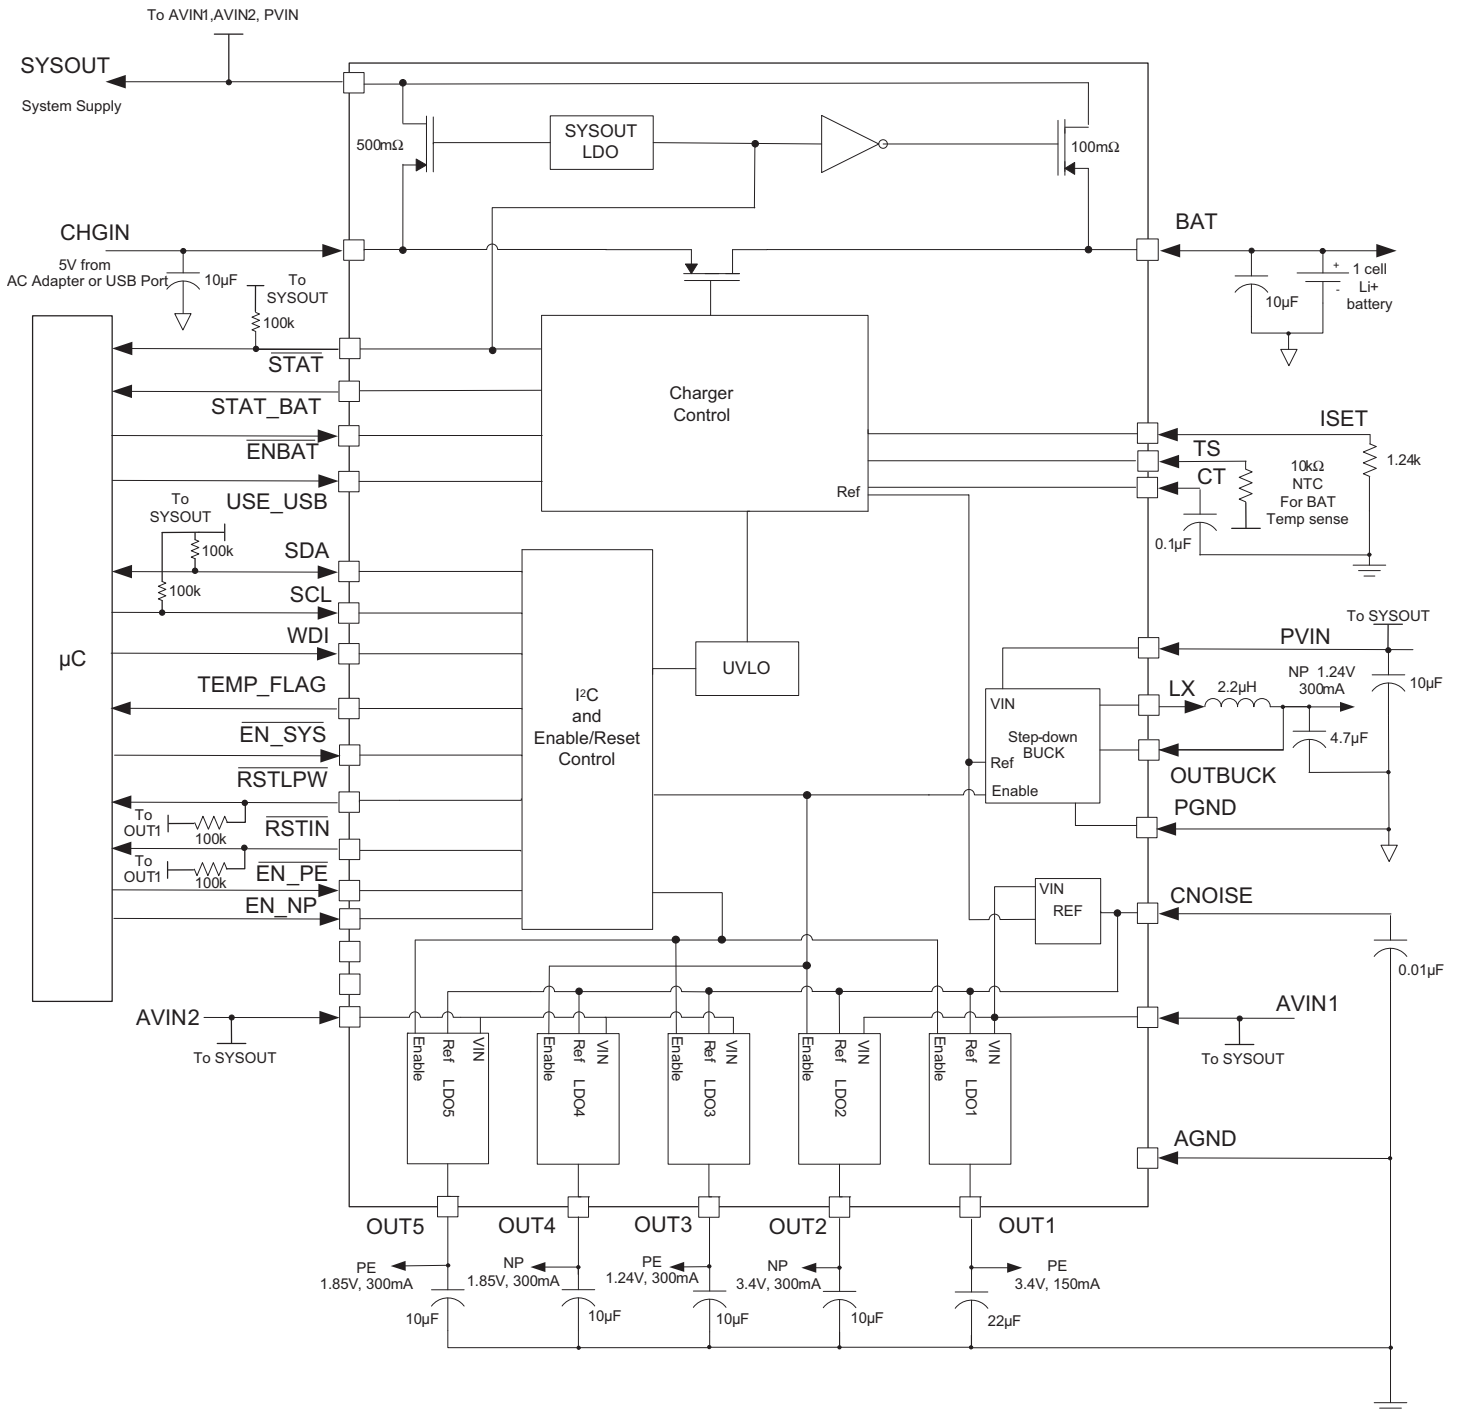 To AVIN1,AVIN2, PVIN
SYSOUT
System Supply
500mΩ
SYSOUT
LDO
100mΩ
CHGIN
5V from
AC Adapter or USB Port
10µF
To
SYSOUT
100k
BAT
10µF
+
-
1 cell
Li+
battery
STAT
STAT_BAT
ENBAT
USE_USB
Charger
Control
Ref
ISET
TS
CT
1.24k
10kΩ
NTC
For BAT
Temp sense
0.1µF
To
SYSOUT
100k
100k
µC
SDA
SCL
WDI
TEMP_FLAG
EN_SYS
RSTLPW
To
OUT1
100k
RSTIN
To
OUT1
100k
EN_PE
EN_NP
I²C
and
Enable/Reset
Control
UVLO
To SYSOUT
PVIN
10µF
LX
2.2µH
NP 1.24V
300mA
4.7µF
OUTBUCK
PGND
VIN
Step-down
BUCK
Ref
Enable
VIN
REF
CNOISE
0.01µF
AVIN2
To SYSOUT
AVIN1
To SYSOUT
Enable
Ref LDO5
VIN
Enable
Ref LDO4
VIN
Enable
Ref LDO3
VIN
Enable
Ref LDO2
VIN
Enable
Ref LDO1
VIN
AGND
OUT5
OUT4
OUT3
OUT2
OUT1
PE
1.85V, 300mA
NP
1.85V, 300mA
PE
1.24V, 300mA
NP
3.4V, 300mA
PE
3.4V, 150mA
10µF
10µF
10µF
10µF
22µF